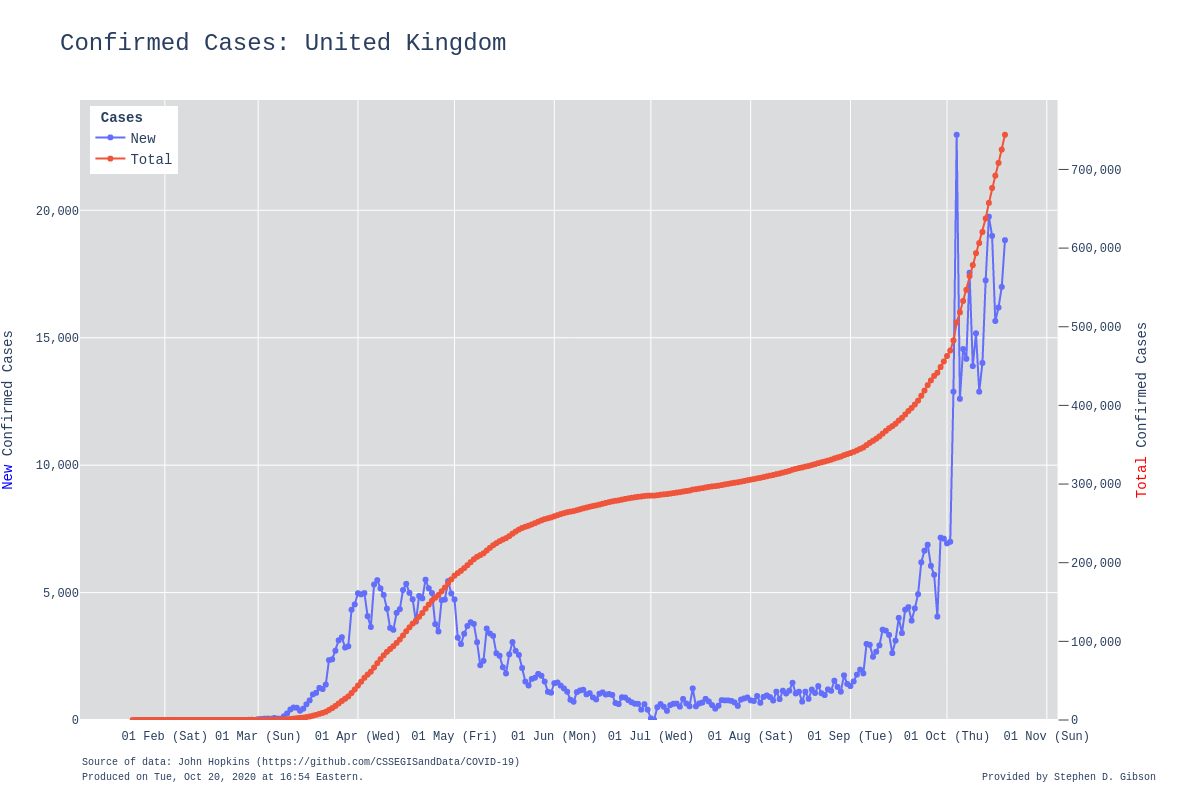 Confirmed Cases: United Kingdom
Cases
New
Total
20,000
15,000
10,000
5,000
0
700,000
600,000
500,000
400,000
300,000
200,000
100,000
0
New Confirmed Cases
Total Confirmed Cases
01 Feb (Sat) 01 Mar (Sun) 01 Apr (Wed) 01 May (Fri) 01 Jun (Mon) 01 Jul (Wed) 01 Aug (Sat) 01 Sep (Tue) 01 Oct (Thu) 01 Nov (Sun)
Source of data: John Hopkins (https://github.com/CSSEGISandData/COVID-19)
Produced on Tue, Oct 20, 2020 at 16:54 Eastern.
Provided by Stephen D. Gibson